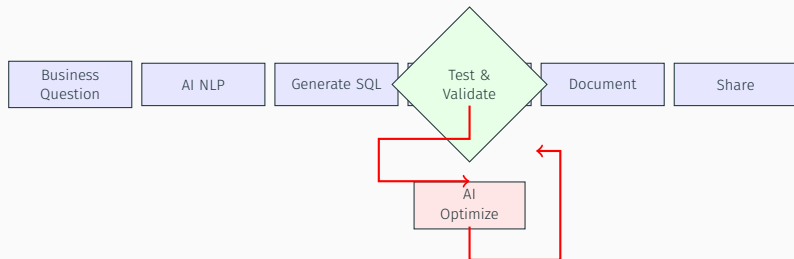 Business
Question
AI NLP
Generate SQL
Test &
Validate
Document
Share
AI
Optimize